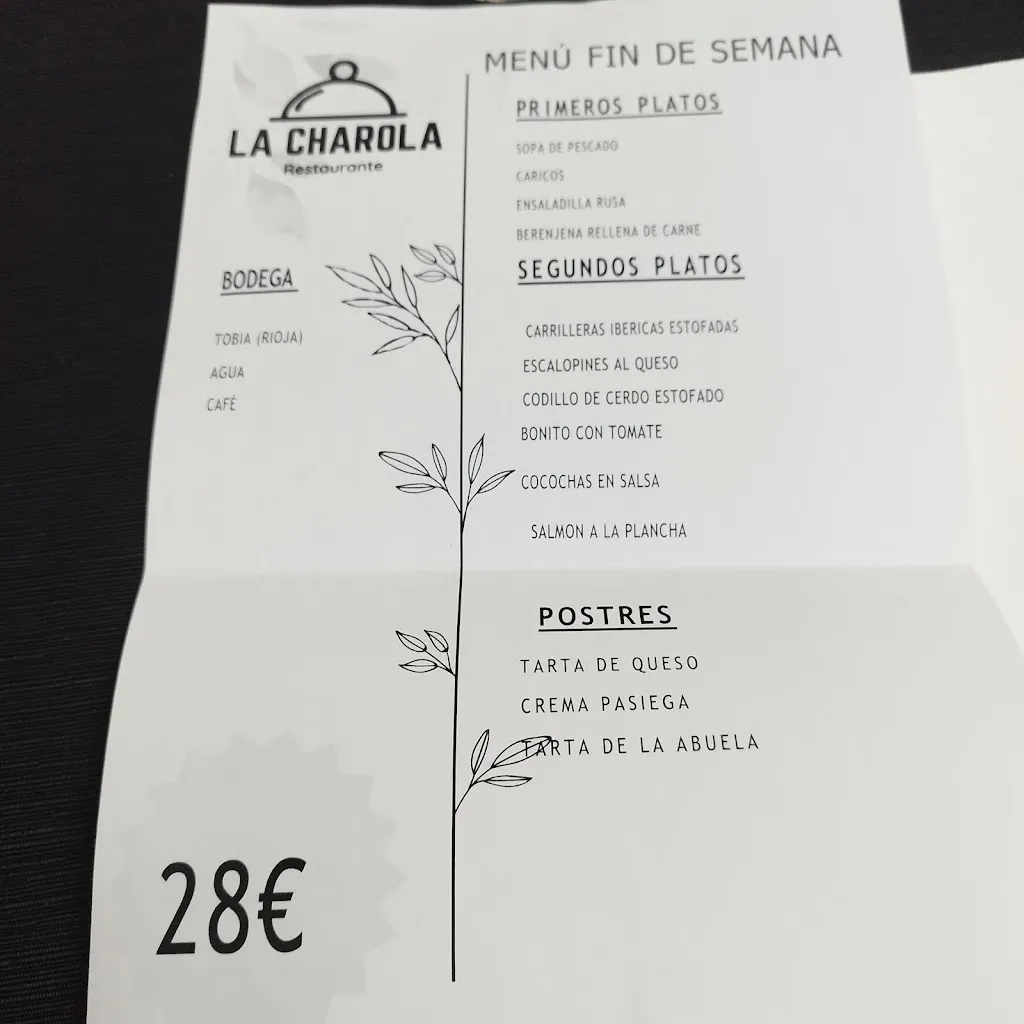 LA CHAROLA
Restaurante
BODEGA
TOBIA (RIOJA)
AGUA
CAFÉ
28€
MENÚ FIN DE SEMANA
PRIMEROS PLATOS
SOPA DE PESCADO
CARICOS
ENSALADILLA RUSA
BERENJENA RELLENA DE CARNE
SEGUNDOS PLATOS
CARRILLERAS IBERICAS ESTOFADAS
ESCALOPINES AL QUESO
CODILLO DE CERDO ESTOFADO
BONITO CON TOMATE
COCOCHAS EN SALSA
SALMON A LA PLANCHA
POSTRES
TARTA DE QUESO
CREMA PASIEGA
TARTA DE LA ABUELA